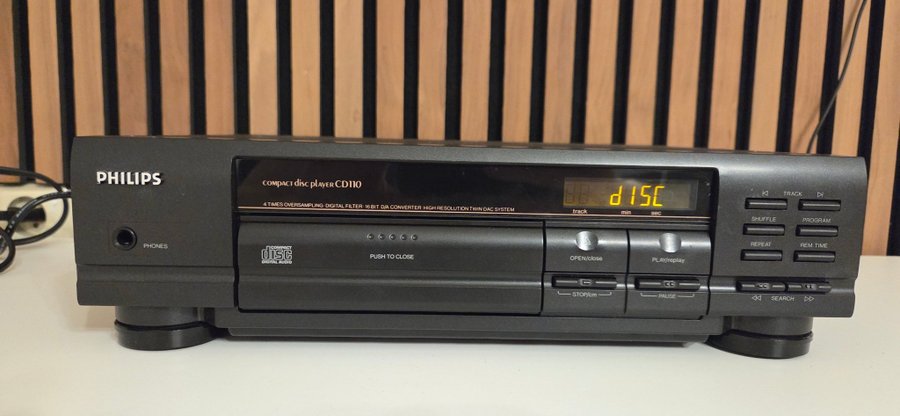 PHILIPS
COMPACT disc PLAYER CD110
4 TIMES OVERSAMPLING DIGITAL FILTER 16 BIT D/A CONVERTER HIGH RESOLUTION TWIN DAC SYSTEM
dISC
track min sec
PHONES
COMPACT
disc
DIGITAL AUDIO
PUSH TO CLOSE
OPEN/close
PLAY/replay
STOP/cm
PAUSE
TRACK
SHUFFLE
PROGRAM
REPEAT
REM. TIME
SEARCH